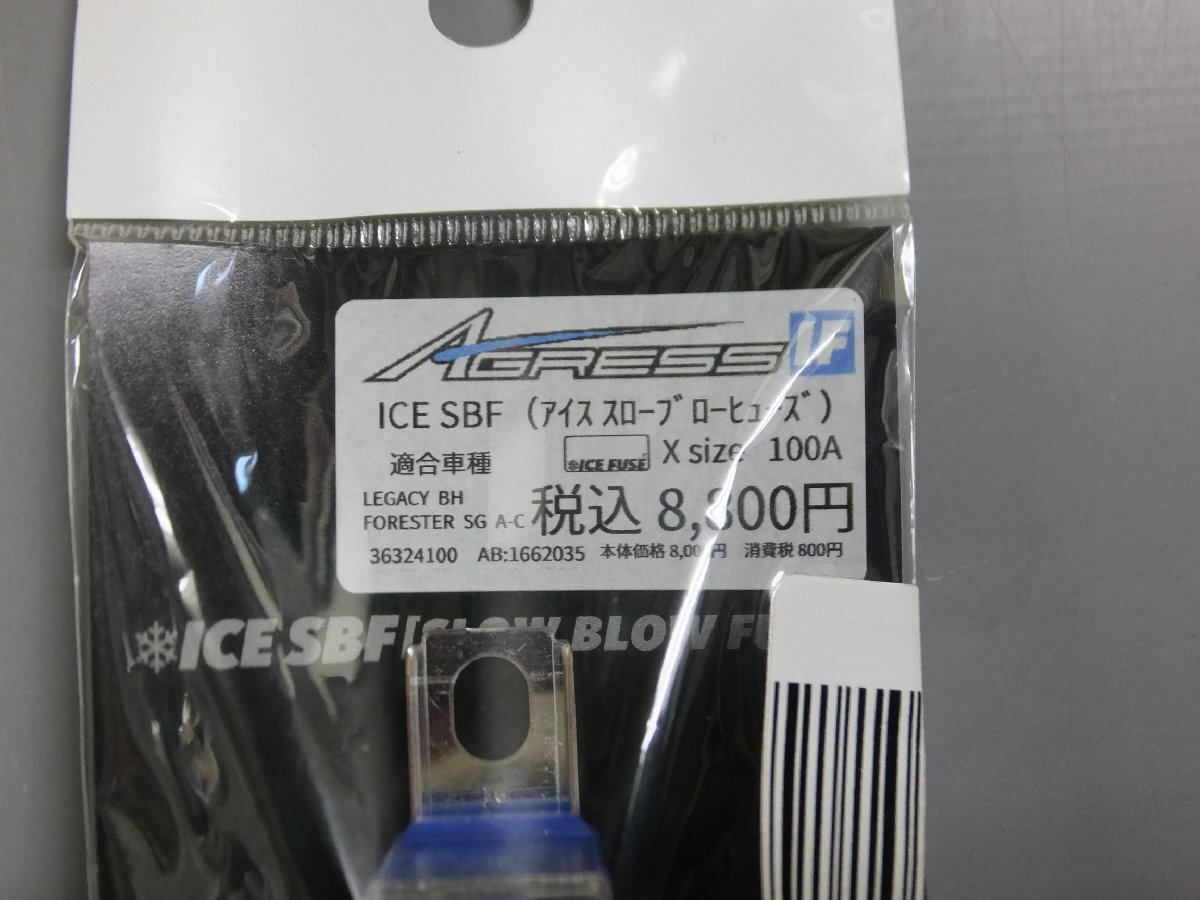 AGRESS IF
ICE SBF (アイス スローブローヒューズ)
適合車種 ❄ICE FUSE X size 100A
LEGACY BH
FORESTER SG A-C 税込 8,800円
36324100 AB:1662035 本体価格 8,000円 消費税 800円
❄ICE SBF [SLOW BLOW